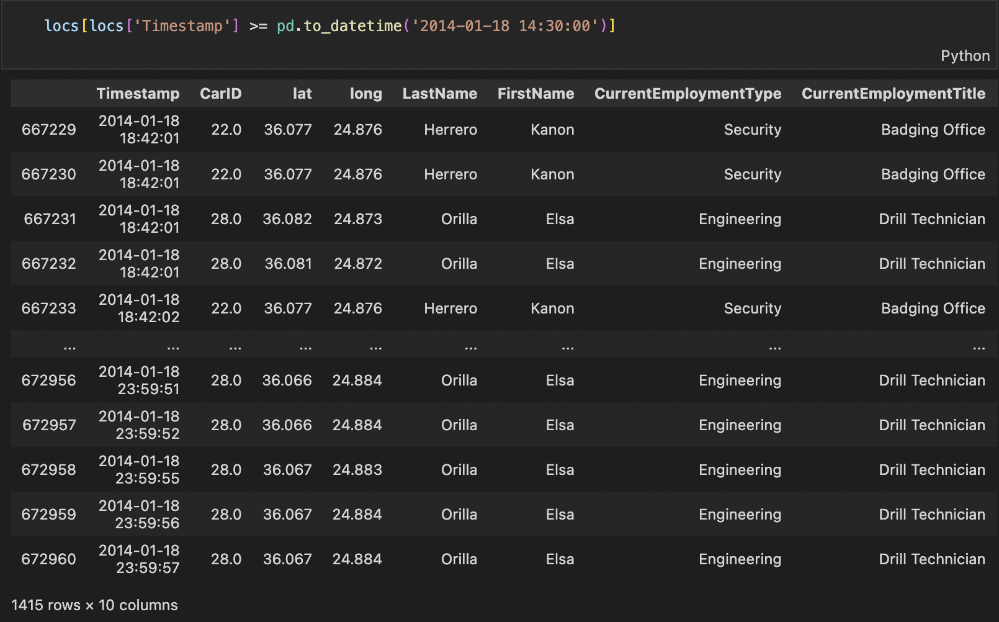 locs[locs['Timestamp'] >= pd.to_datetime('2014-01-18 14:30:00')]
Python
Timestamp CarID lat long LastName FirstName CurrentEmploymentType CurrentEmploymentTitle
667229 2014-01-18 18:42:01 22.0 36.077 24.876 Herrero Kanon Security Badging Office
667230 2014-01-18 18:42:01 22.0 36.077 24.876 Herrero Kanon Security Badging Office
667231 2014-01-18 18:42:01 28.0 36.082 24.873 Orilla Elsa Engineering Drill Technician
667232 2014-01-18 18:42:01 28.0 36.081 24.872 Orilla Elsa Engineering Drill Technician
667233 2014-01-18 18:42:02 22.0 36.077 24.876 Herrero Kanon Security Badging Office
... ... ... ... ... ... ... ... ...
672956 2014-01-18 23:59:51 28.0 36.066 24.884 Orilla Elsa Engineering Drill Technician
672957 2014-01-18 23:59:52 28.0 36.066 24.884 Orilla Elsa Engineering Drill Technician
672958 2014-01-18 23:59:55 28.0 36.067 24.883 Orilla Elsa Engineering Drill Technician
672959 2014-01-18 23:59:56 28.0 36.067 24.884 Orilla Elsa Engineering Drill Technician
672960 2014-01-18 23:59:57 28.0 36.067 24.884 Orilla Elsa Engineering Drill Technician
1415 rows × 10 columns